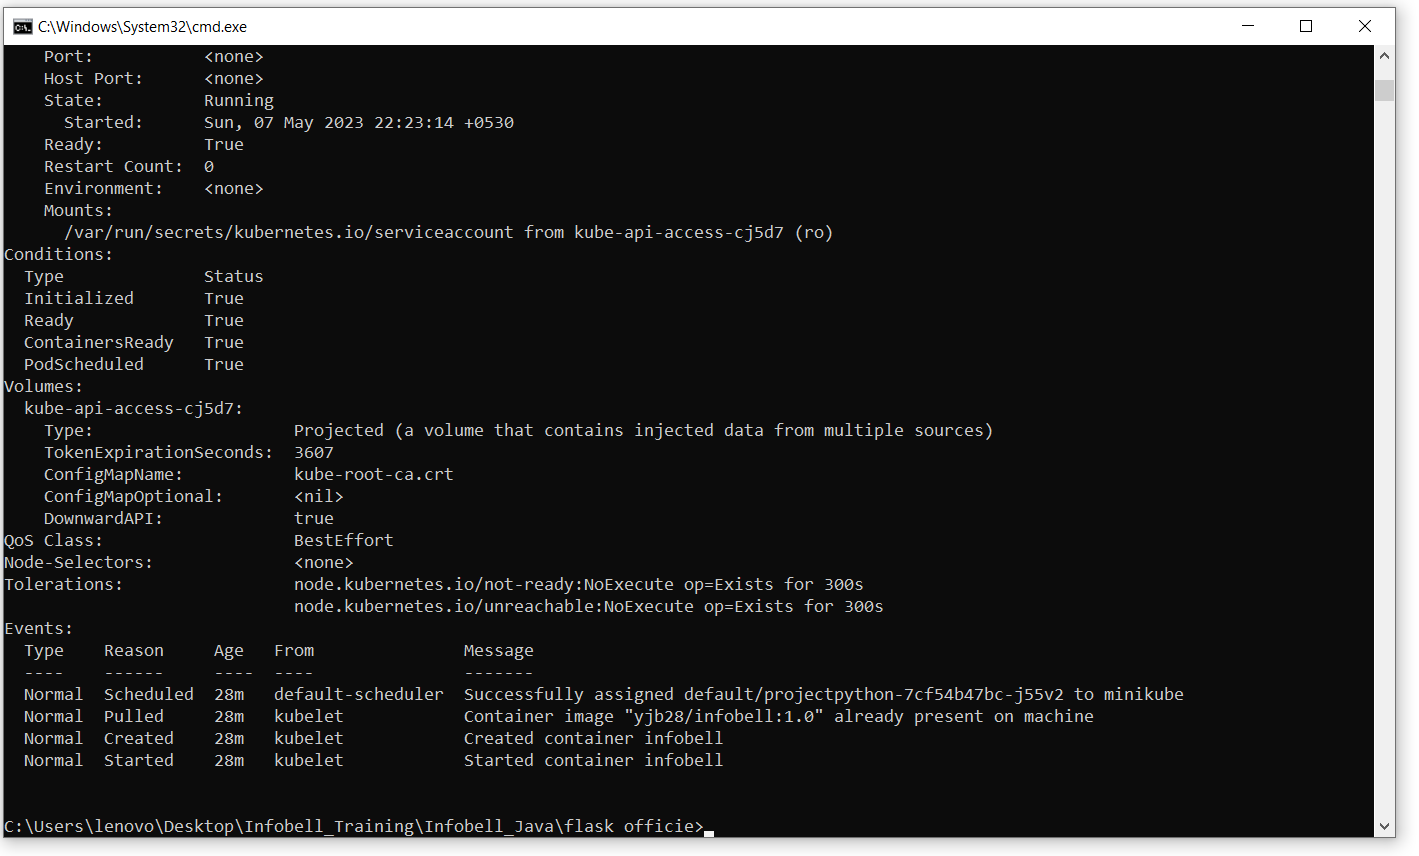 C:\Windows\System32\cmd.exe
Port: <none>
Host Port: <none>
State: Running
Started: Sun, 07 May 2023 22:23:14 +0530
Ready: True
Restart Count: 0
Environment: <none>
Mounts:
/var/run/secrets/kubernetes.io/serviceaccount from kube-api-access-cj5d7 (ro)
Conditions:
Type Status
Initialized True
Ready True
ContainersReady True
PodScheduled True
Volumes:
kube-api-access-cj5d7:
Type: Projected (a volume that contains injected data from multiple sources)
TokenExpirationSeconds: 3607
ConfigMapName: kube-root-ca.crt
ConfigMapOptional: <nil>
DownwardAPI: true
QoS Class: BestEffort
Node-Selectors: <none>
Tolerations: node.kubernetes.io/not-ready:NoExecute op=Exists for 300s
node.kubernetes.io/unreachable:NoExecute op=Exists for 300s
Events:
Type Reason Age From Message
---- ------ ---- ---- -------
Normal Scheduled 28m default-scheduler Successfully assigned default/projectpython-7cf54b47bc-j55v2 to minikube
Normal Pulled 28m kubelet Container image "yjb28/infobell:1.0" already present on machine
Normal Created 28m kubelet Created container infobell
Normal Started 28m kubelet Started container infobell
C:\Users\lenovo\Desktop\Infobell_Training\Infobell_Java\flask officie>